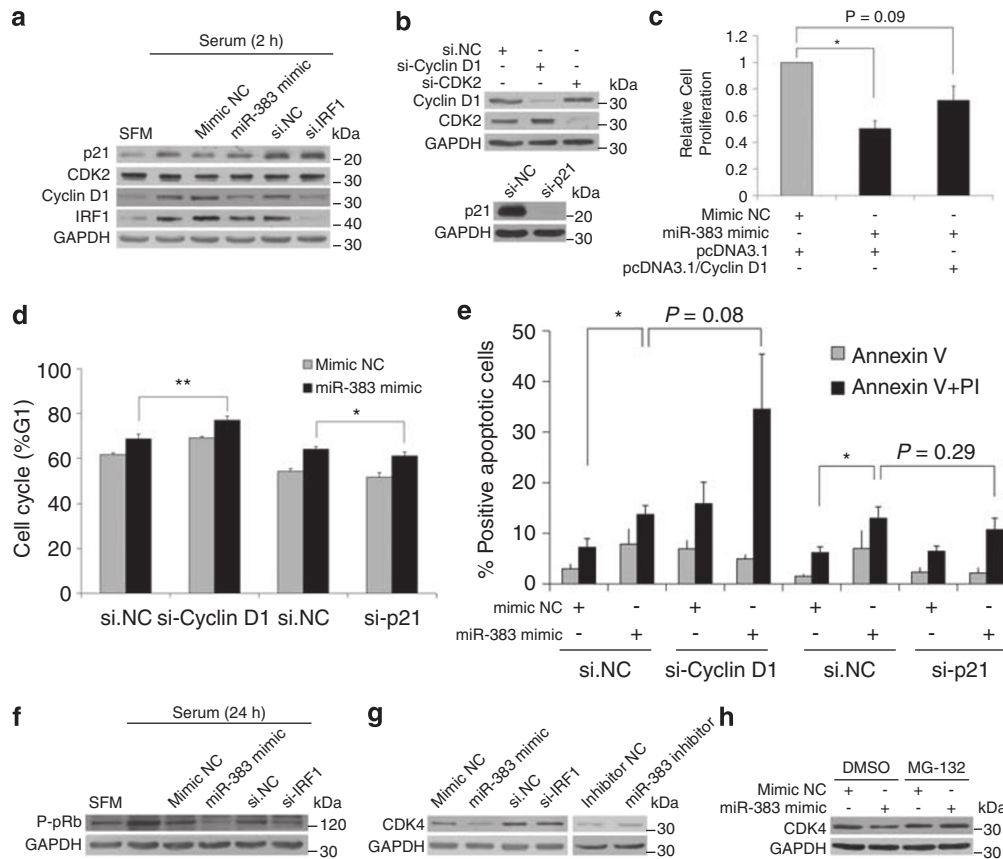 a
Serum (2 h)
SFM
Mimic NC
miR-383 mimic
si.NC
si.IRF1
kDa
p21
20
CDK2
30
Cyclin D1
40
IRF1
30
GAPDH
30
b
si.NC + - -
si-Cyclin D1 - + -
si-CDK2 - - + kDa
Cyclin D1
30
CDK2
30
GAPDH
30
si-NC
si-p21
kDa
p21
20
GAPDH
30
c
P = 0.09
*
1.2
1
0.8
0.6
0.4
0.2
0
Relative Cell
Proliferation
Mimic NC + - -
miR-383 mimic - + +
pcDNA3.1 + + -
pcDNA3.1/Cyclin D1 - - +
d
Mimic NC
miR-383 mimic
**
*
100
80
60
40
20
0
Cell cycle (%G1)
si.NC si-Cyclin D1 si.NC si-p21
e
* P = 0.08
Annexin V
Annexin V+PI
* P = 0.29
50
40
30
20
10
0
% Positive apoptotic cells
mimic NC + - + - + - + -
miR-383 mimic - + - + - + - +
si.NC si-Cyclin D1 si.NC si-p21
f
Serum (24 h)
SFM
Mimic NC
miR-383 mimic
si.NC
si-IRF1
kDa
P-pRb
120
GAPDH
30
g
Mimic NC
miR-383 mimic
si.NC
si-IRF1
Inhibitor NC
miR-383 inhibitor
kDa
CDK4
30
GAPDH
30
h
DMSO MG-132
Mimic NC + - + -
miR-383 mimic - + - + kDa
CDK4
30
GAPDH
30